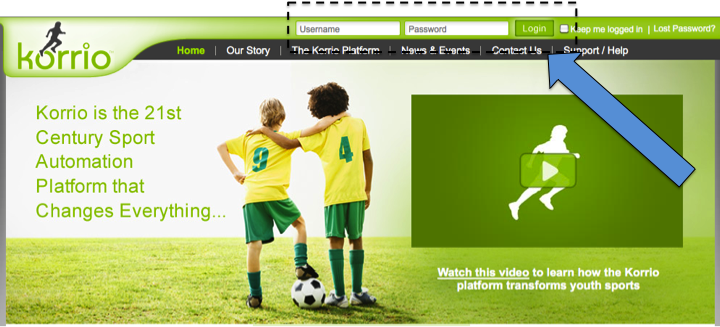 Username Password Login Keep me logged in | Lost Password?
korrio
Home | Our Story | The Korrio Platform | News & Events | Contact Us | Support / Help
Korrio is the 21st
Century Sport
Automation
Platform that
Changes Everything...
9 4
Watch this video to learn how the Korrio
platform transforms youth sports